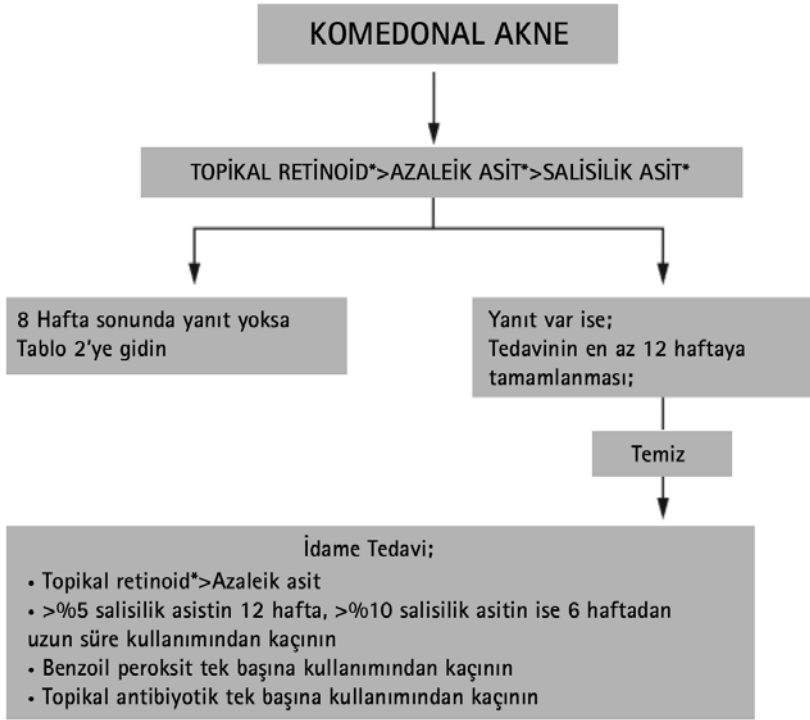 KOMEDONAL AKNE
TOPİKAL RETİNOİD*>AZALEİK ASİT*>SALİSİLİK ASİT*
8 Hafta sonunda yanıt yoksa
Tablo 2'ye gidin
Yanıt var ise;
Tedavinin en az 12 haftaya
tamamlanması;
Temiz
İdame Tedavi;
• Topikal retinoid*>Azaleik asit
• >%5 salisilik asistin 12 hafta, >%10 salisilik asitin ise 6 haftadan
uzun süre kullanımından kaçının
• Benzoil peroksit tek başına kullanımından kaçının
• Topikal antibiyotik tek başına kullanımından kaçının